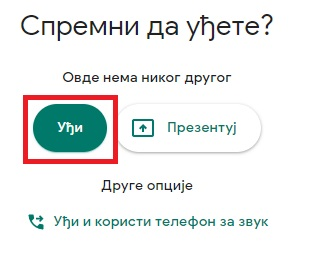 Спремни да уђете?
Овде нема никог другог
Уђи
Презентуј
Друге опције
Уђи и користи телефон за звук